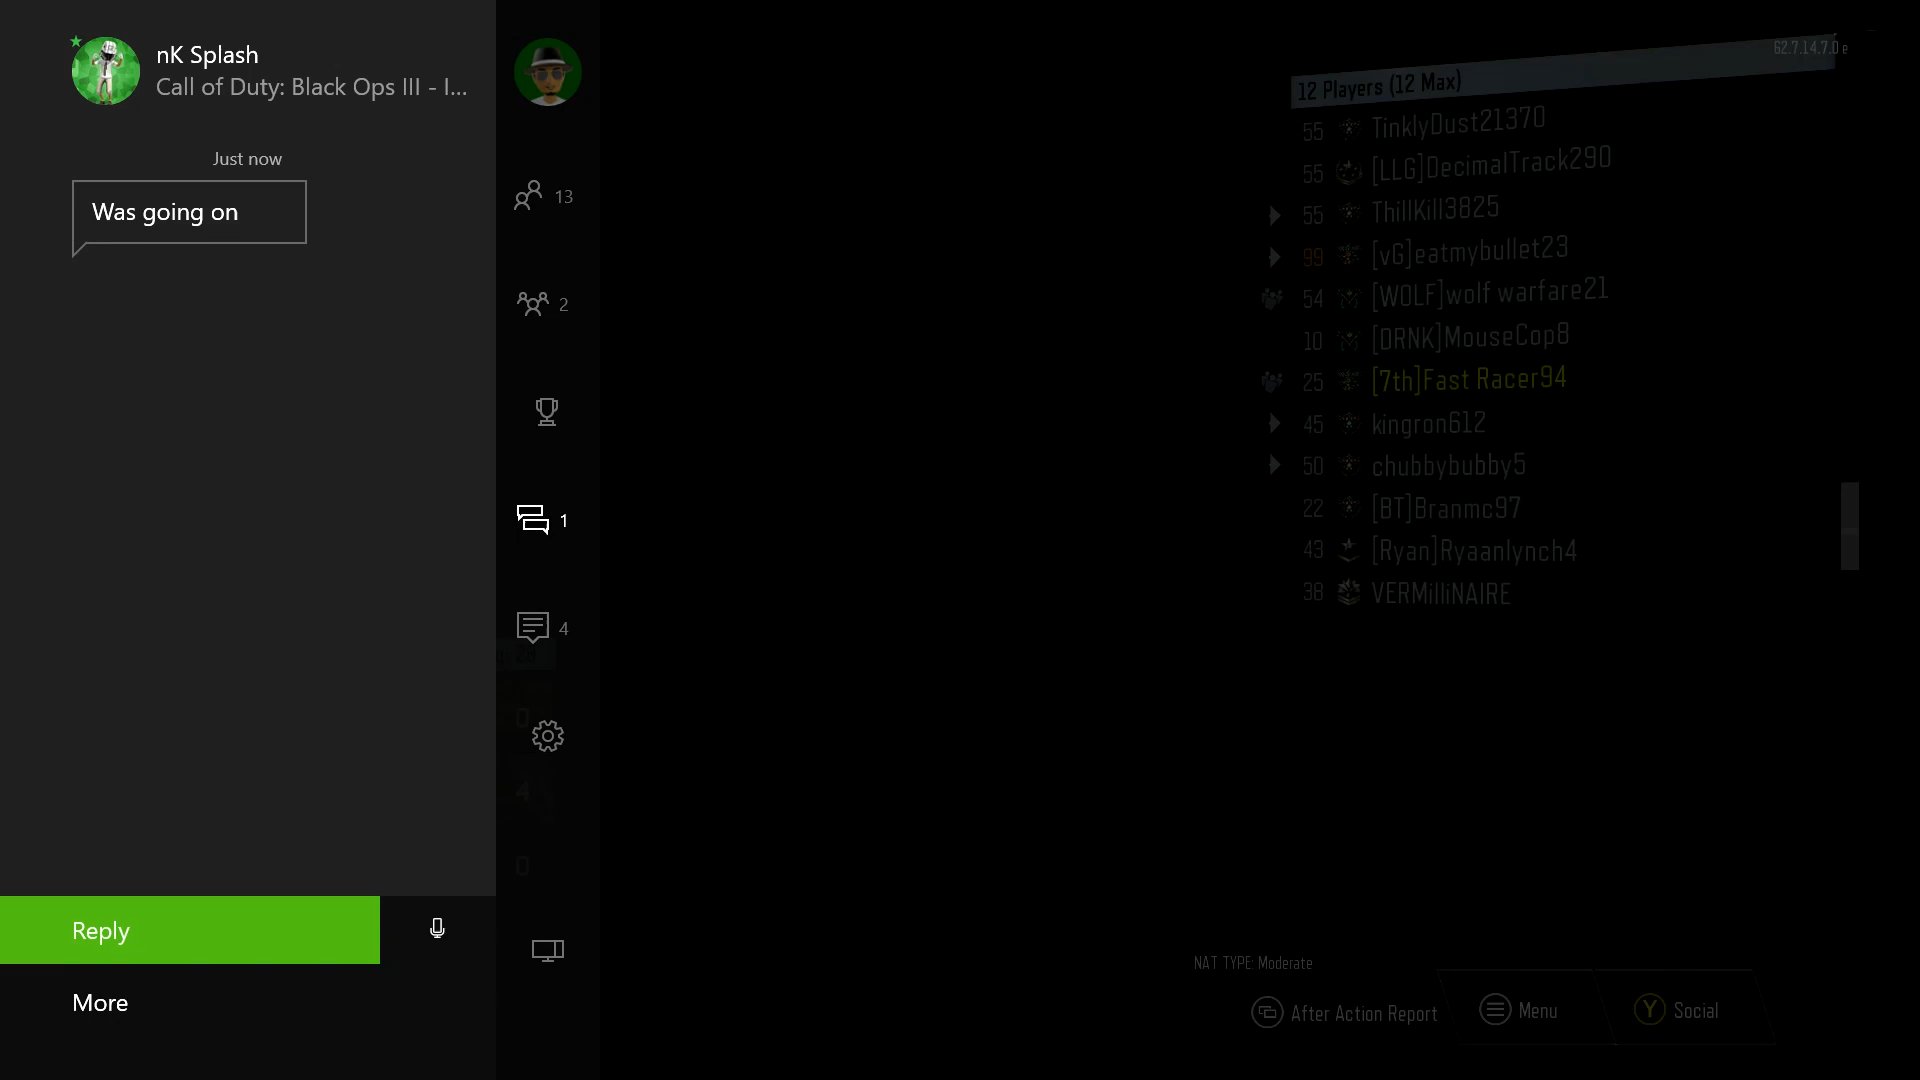 nK Splash
Call of Duty: Black Ops III - I...
Just now
Was going on
Reply
More
13
2
1
4
0
4
0
62.7.14.7.0 e
12 Players (12 Max)
55 TinklyDust21370
55 [LLG]DecimalTrack290
55 ThillKill3825
99 [vG]eatmybullet23
54 [WOLF]wolf warfare21
10 [DRNK]MouseCop8
25 [7th]Fast Racer94
45 kingron612
50 chubbybubby5
22 [BT]Branmc97
43 [Ryan]Ryaanlynch4
38 VERMilliNAIRE
NAT TYPE: Moderate
After Action Report
Menu
Y Social